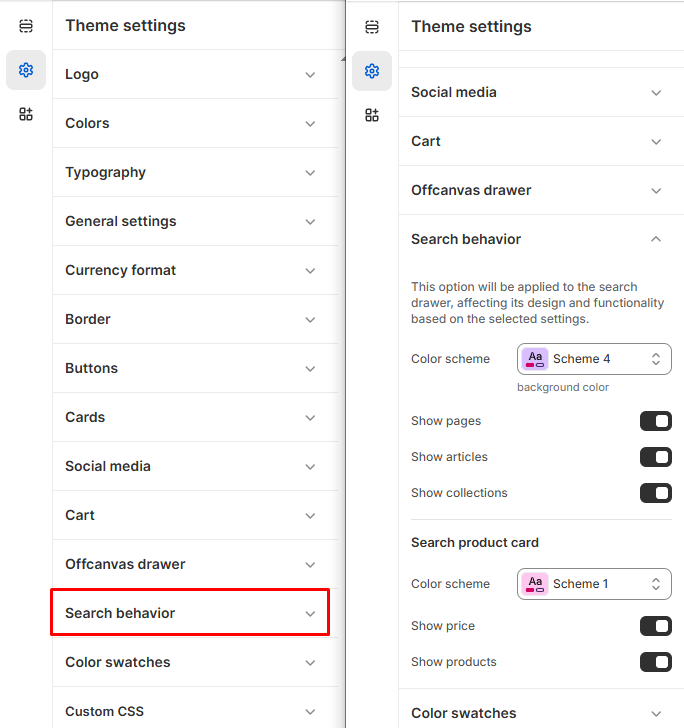 Theme settings
Logo
Colors
Typography
General settings
Currency format
Border
Buttons
Cards
Social media
Cart
Offcanvas drawer
Search behavior
Color swatches
Custom CSS
Theme settings
Social media
Cart
Offcanvas drawer
Search behavior
This option will be applied to the search
drawer, affecting its design and functionality
based on the selected settings.
Color scheme
Aa
Scheme 4
background color
Show pages
Show articles
Show collections
Search product card
Color scheme
Aa
Scheme 1
Show price
Show products
Color swatches